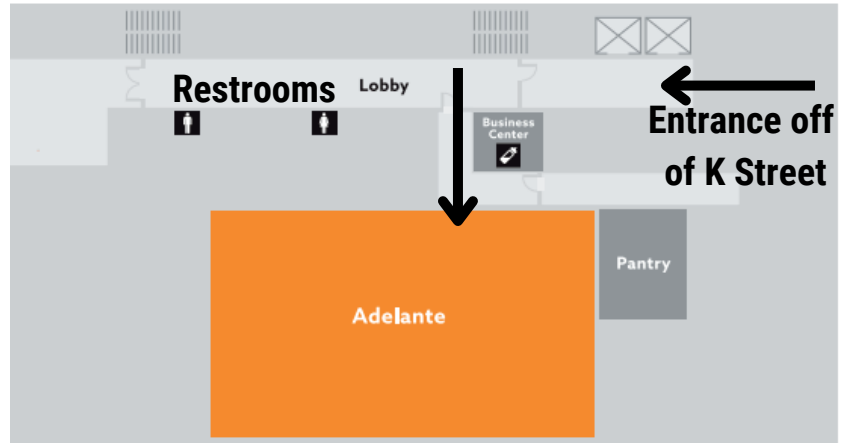 Restrooms
Lobby
Business
Center
Entrance off
of K Street
Pantry
Adelante